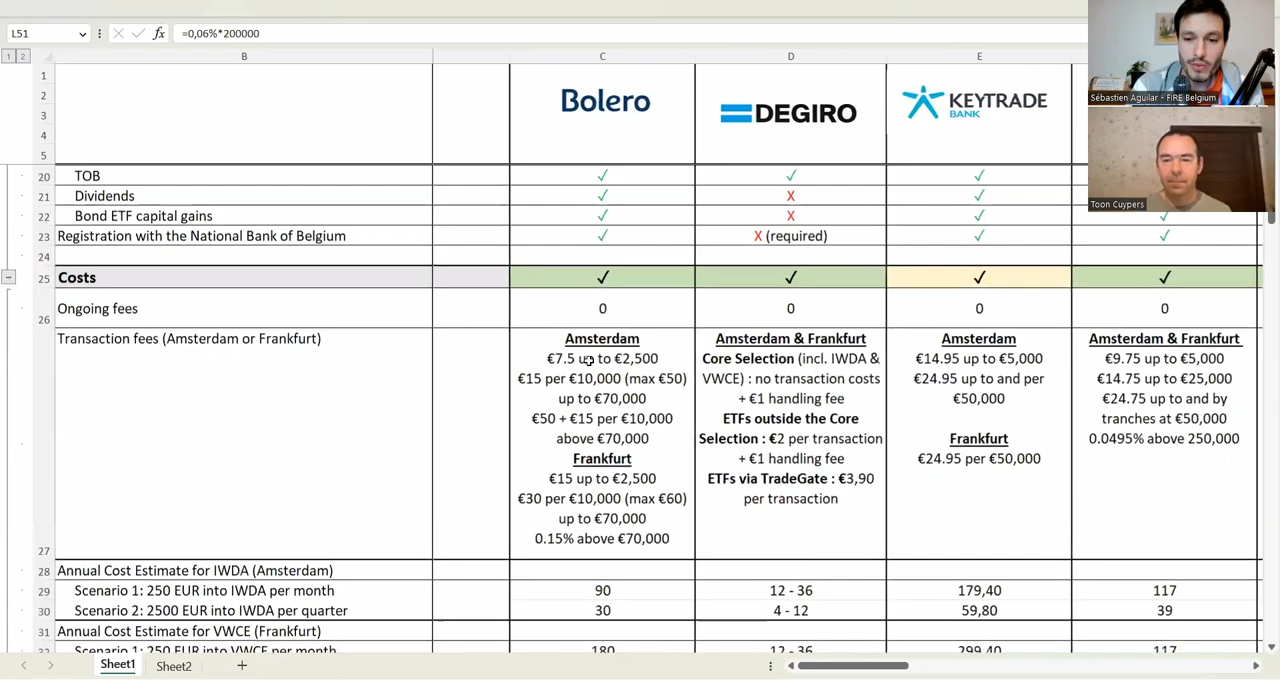 L51
fx
=0,06%*200000
Sébastien Aguilar - FIRE Belgium
Toon Cuypers
1 2
B C D E
1
2
3
4
5
Bolero
DEGIRO
KEYTRADE
BANK
20 TOB ✓ ✓ ✓
21 Dividends ✓ X ✓
22 Bond ETF capital gains ✓ X ✓ ✓
23 Registration with the National Bank of Belgium ✓ X (required) ✓ ✓
24
25 Costs ✓ ✓ ✓ ✓
26 Ongoing fees 0 0 0 0
27 Transaction fees (Amsterdam or Frankfurt)
Amsterdam
€7.5 up to €2,500
€15 per €10,000 (max €50)
up to €70,000
€50 + €15 per €10,000
above €70,000
Frankfurt
€15 up to €2,500
€30 per €10,000 (max €60)
up to €70,000
0.15% above €70,000
Amsterdam & Frankfurt
Core Selection (incl. IWDA &
VWCE) : no transaction costs
+ €1 handling fee
ETFs outside the Core
Selection : €2 per transaction
+ €1 handling fee
ETFs via TradeGate : €3,90
per transaction
Amsterdam
€14.95 up to €5,000
€24.95 up to and per
€50,000
Frankfurt
€24.95 per €50,000
Amsterdam & Frankfurt
€9.75 up to €5,000
€14.75 up to €25,000
€24.75 up to and by
tranches at €50,000
0.0495% above 250,000
28 Annual Cost Estimate for IWDA (Amsterdam)
29 Scenario 1: 250 EUR into IWDA per month 90 12 - 36 179,40 117
30 Scenario 2: 2500 EUR into IWDA per quarter 30 4 - 12 59,80 39
31 Annual Cost Estimate for VWCE (Frankfurt)
Scenario 1: 250 EUR into VWCE per month 180 12 - 36 299,40 117
Sheet1 Sheet2 +